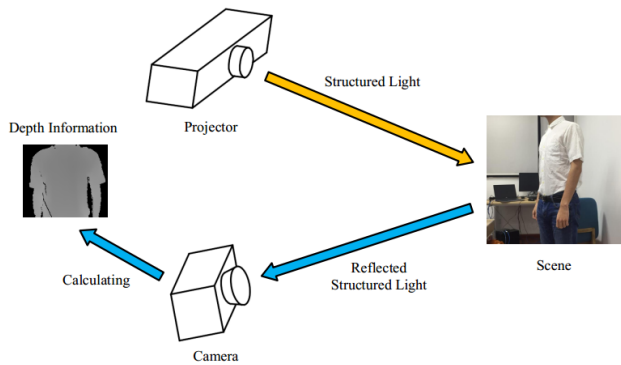 Structured Light
Depth Information
Projector
Calculating
Reflected
Structured Light
Scene
Camera